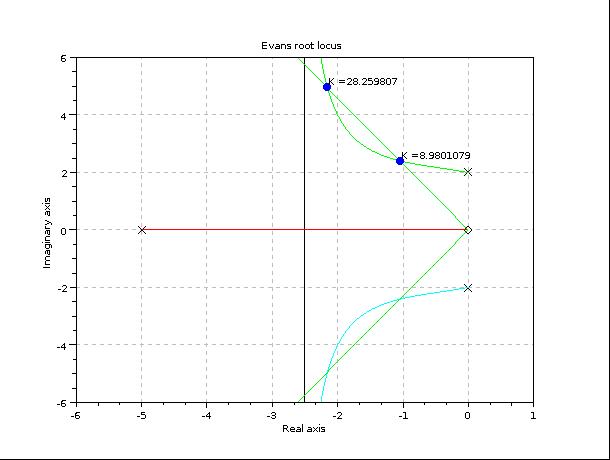 Evans root locus
6
K =28.259807
4
K =8.9801079
2
Imaginary axis
0
-2
-4
-6
-6 -5 -4 -3 -2 -1 0 1
Real axis